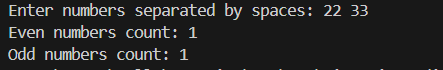 Enter numbers separated by spaces: 22 33
Even numbers count: 1
Odd numbers count: 1